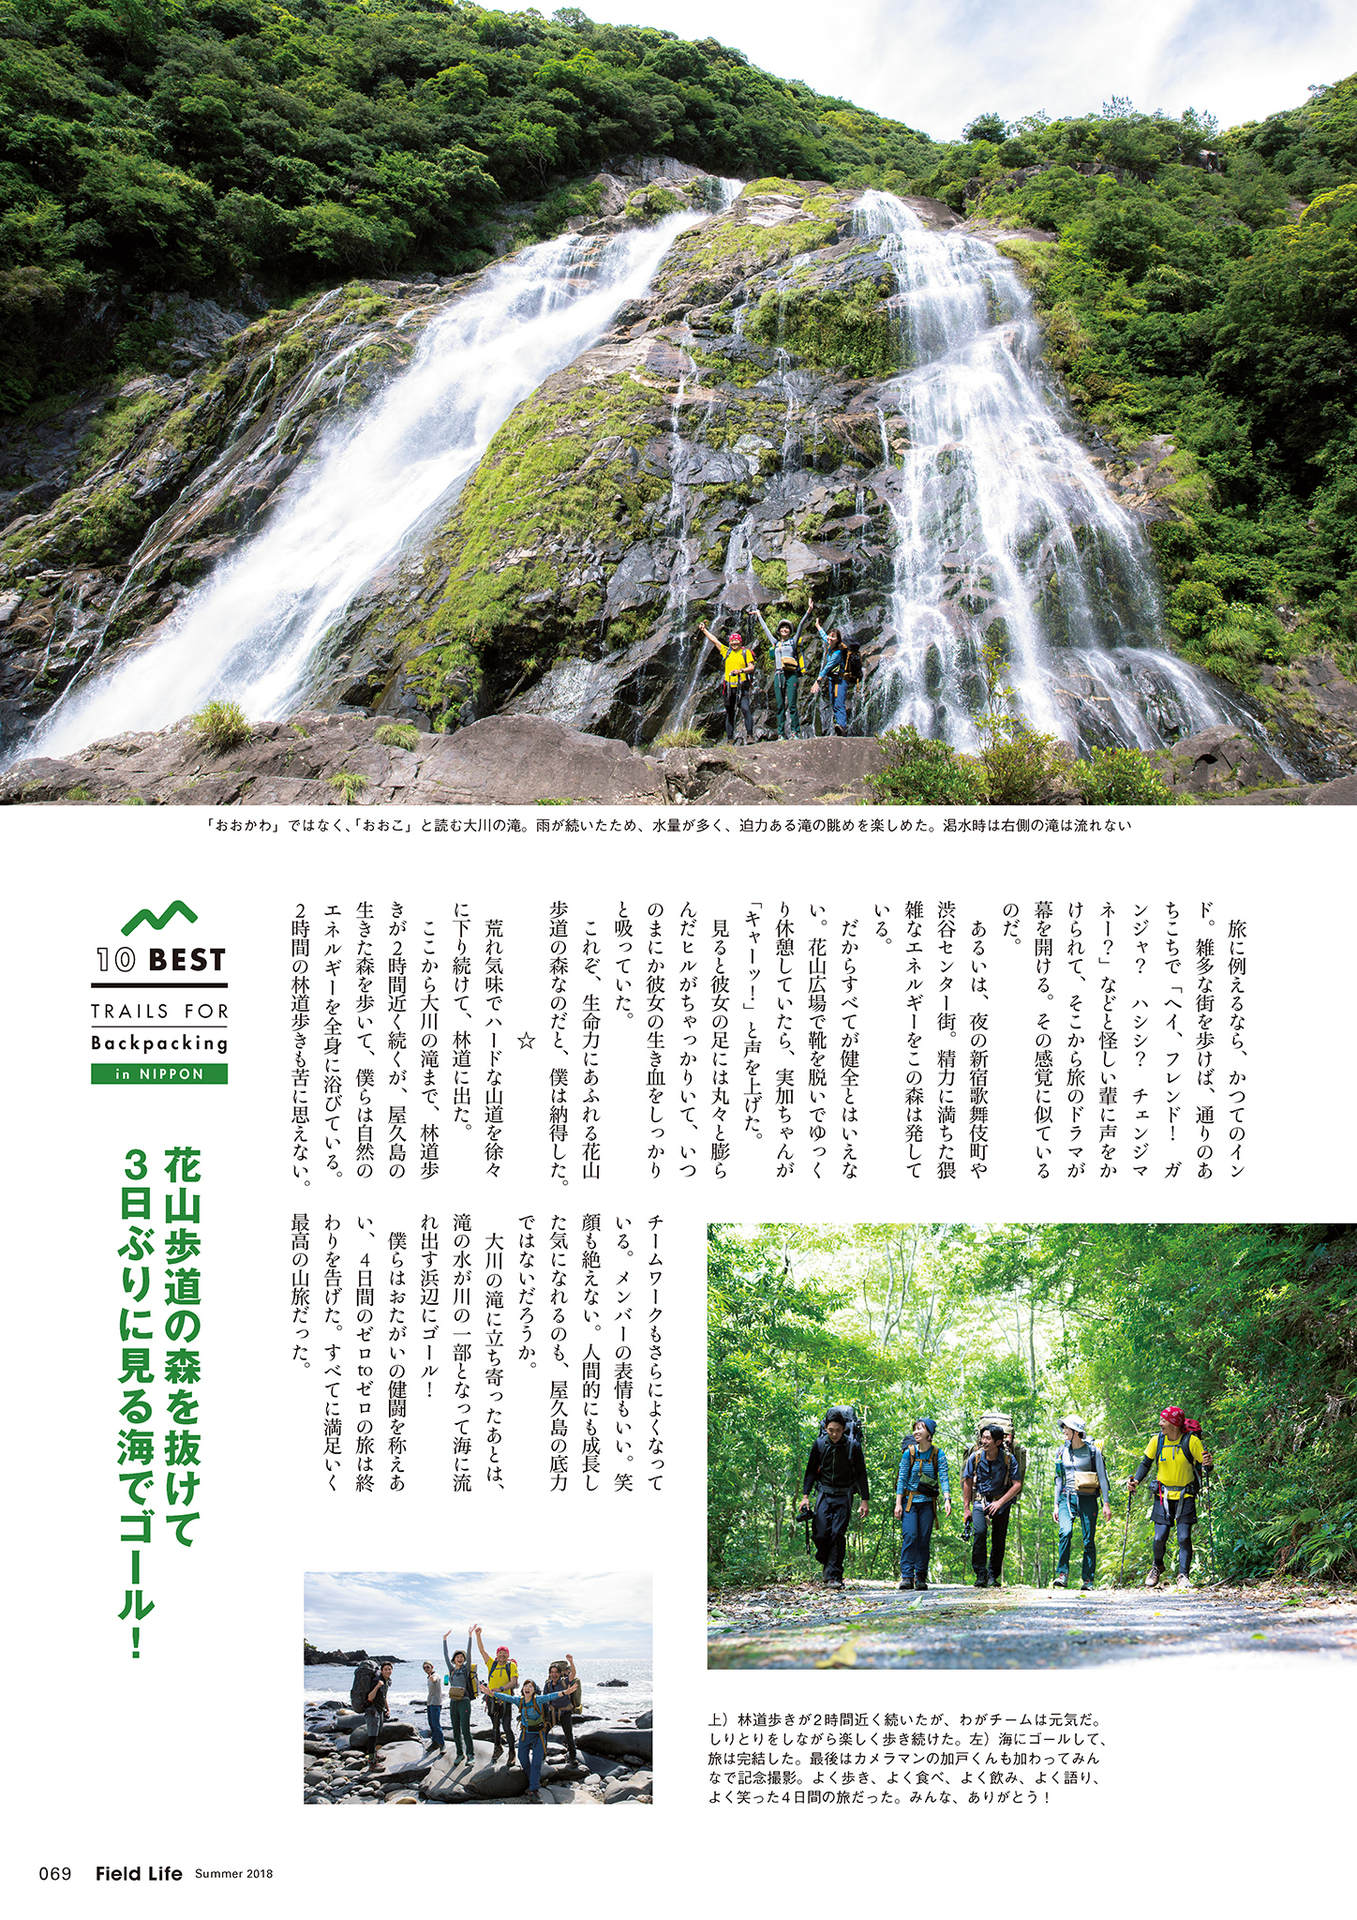 「おおかわ」ではなく、「おおこ」と読む大川の滝。雨が続いたため、水量が多く、迫力ある滝の眺めを楽しめた。渇水時は右側の滝は流れない
旅に例えるなら、かつてのイン
ド。雑多な街を歩けば、通りのあ
ちこちで「ヘイ、フレンド！　ガ
ンジャ？　ハシシ？　チェンジマ
ネー？」などと怪しい輩に声をか
けられて、そこから旅のドラマが
幕を開ける。その感覚に似ている
のだ。
あるいは、夜の新宿歌舞伎町や
渋谷センター街。精力に満ちた猥
雑なエネルギーをこの森は発して
いる。
だからすべてが健全とはいえな
い。花山広場で靴を脱いでゆっく
り休憩していたら、実加ちゃんが
「キャーッ！」と声を上げた。
見ると彼女の足には丸々と膨ら
んだヒルがちゃっかりいて、いつ
のまにか彼女の生き血をしっかり
と吸っていた。
これぞ、生命力にあふれる花山
歩道の森なのだと、僕は納得した。
☆
荒れ気味でハードな山道を徐々
に下り続けて、林道に出た。
ここから大川の滝まで、林道歩
きが２時間近く続くが、屋久島の
生きた森を歩いて、僕らは自然の
エネルギーを全身に浴びている。
２時間の林道歩きも苦に思えない。
チームワークもさらによくなって
いる。メンバーの表情もいい。笑
顔も絶えない。人間的にも成長し
た気になれるのも、屋久島の底力
ではないだろうか。
大川の滝に立ち寄ったあとは、
滝の水が川の一部となって海に流
れ出す浜辺にゴール！
僕らはおたがいの健闘を称えあ
い、４日間のゼロtoゼロの旅は終
わりを告げた。すべてに満足いく
最高の山旅だった。
10 BEST
TRAILS FOR
Backpacking
in NIPPON
花山歩道の森を抜けて
３日ぶりに見る海でゴール！
上）林道歩きが２時間近く続いたが、わがチームは元気だ。
しりとりをしながら楽しく歩き続けた。左）海にゴールして、
旅は完結した。最後はカメラマンの加戸くんも加わってみん
なで記念撮影。よく歩き、よく食べ、よく飲み、よく語り、
よく笑った４日間の旅だった。みんな、ありがとう！
069 Field Life Summer 2018